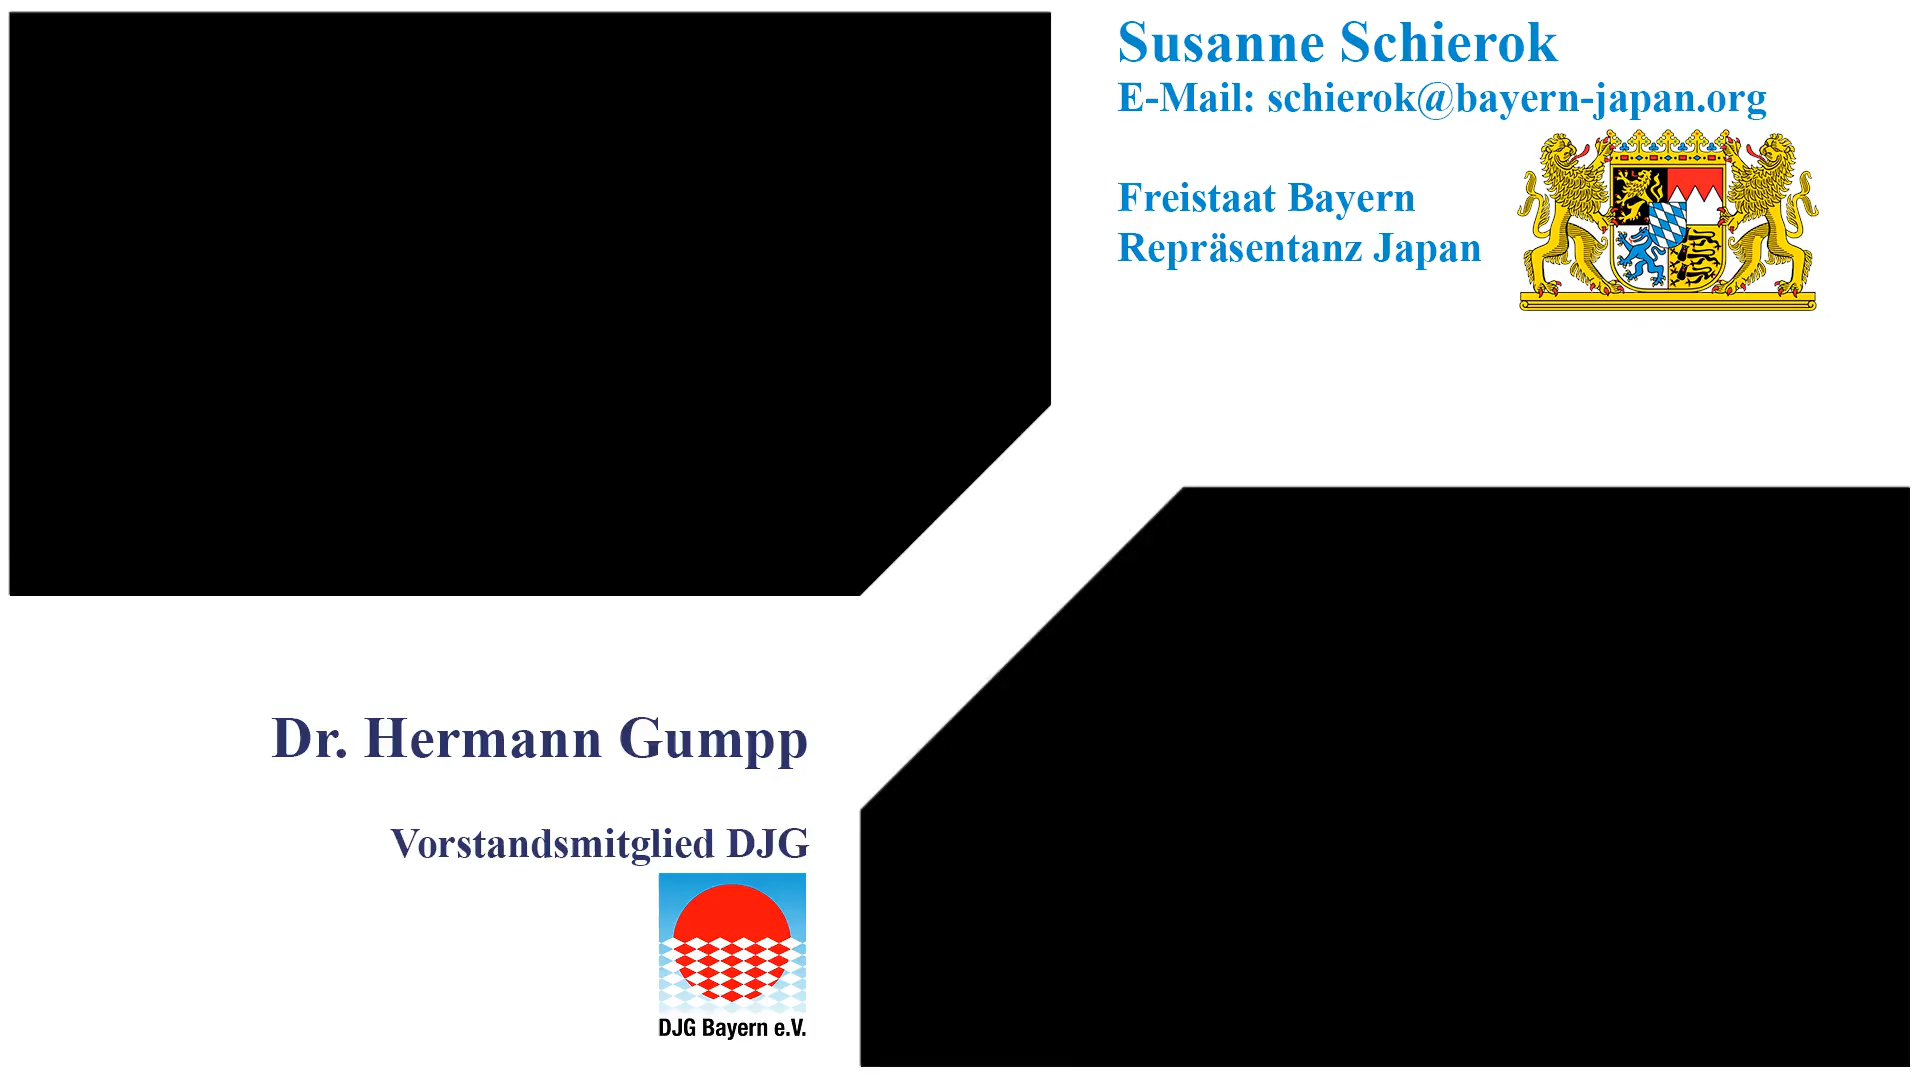 Susanne Schierok
E-Mail: schierok@bayern-japan.org
Freistaat Bayern
Repräsentanz Japan
Dr. Hermann Gumpp
Vorstandsmitglied DJG
DJG Bayern e.V.